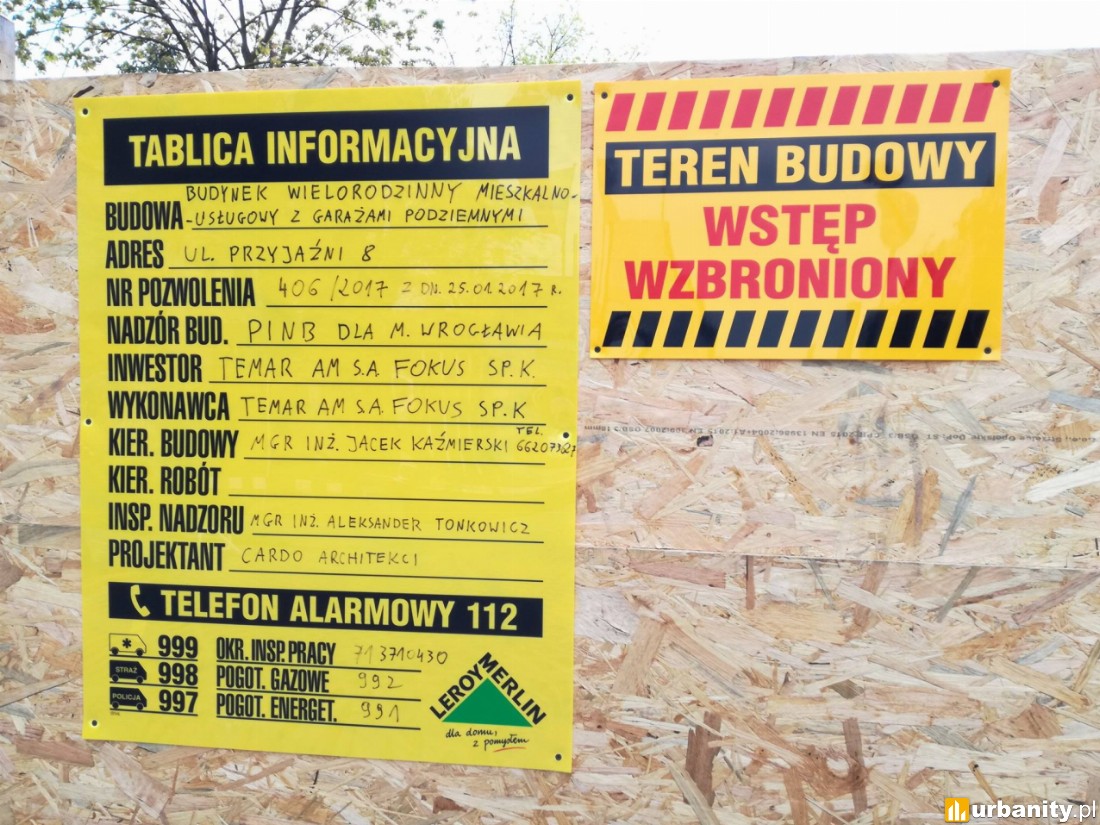 TABLICA INFORMACYJNA
BUDYNEK WIELORODZINNY MIESZKALNO-
BUDOWA -USŁUGOWY Z GARAŻAMI PODZIEMNYMI
ADRES UL. PRZYJAŹNI 8
NR POZWOLENIA 406/2017 Z DN. 25.01.2017 R.
NADZÓR BUD. PINB DLA M. WROCŁAWIA
INWESTOR TEMAR AM S.A. FOKUS SP. K.
WYKONAWCA TEMAR AM S.A. FOKUS SP. K
KIER. BUDOWY MGR INŻ. JACEK KAŹMIERSKI TEL.
KIER. ROBÓT
INSP. NADZORU MGR INŻ. ALEKSANDER TONKOWICZ
PROJEKTANT CARDO ARCHITEKCI
TELEFON ALARMOWY 112
999 OKR. INSP. PRACY 713710430
STRAŻ 998 POGOT. GAZOWE 992
POLICJA 997 POGOT. ENERGET. 991
LEROY MERLIN
dla domu,
z pomysłem
TEREN BUDOWY
WSTĘP
WZBRONIONY
urbanity.pl